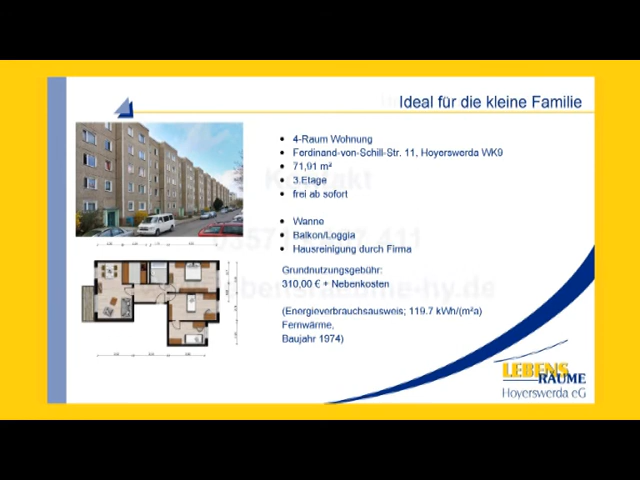 Ideal für die kleine Familie
4-Raum Wohnung
Ferdinand-von-Schill-Str. 11, Hoyerswerda WK9
71,91 m²
3.Etage
frei ab sofort
Wanne
Balkon/Loggia
Hausreinigung durch Firma
Grundnutzungsgebühr:
310,00 € + Nebenkosten
(Energieverbrauchsausweis; 119.7 kWh/(m²a)
Fernwärme,
Baujahr 1974)
LEBENS
RÄUME
Hoyerswerda eG